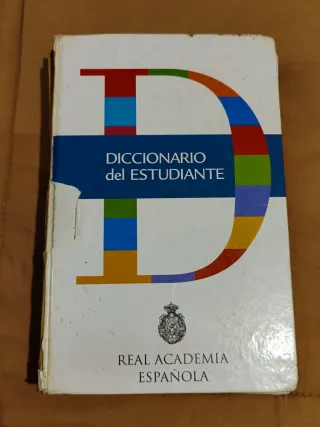 D
DICCIONARIO
del ESTUDIANTE
REAL ACADEMIA
ESPAÑOLA